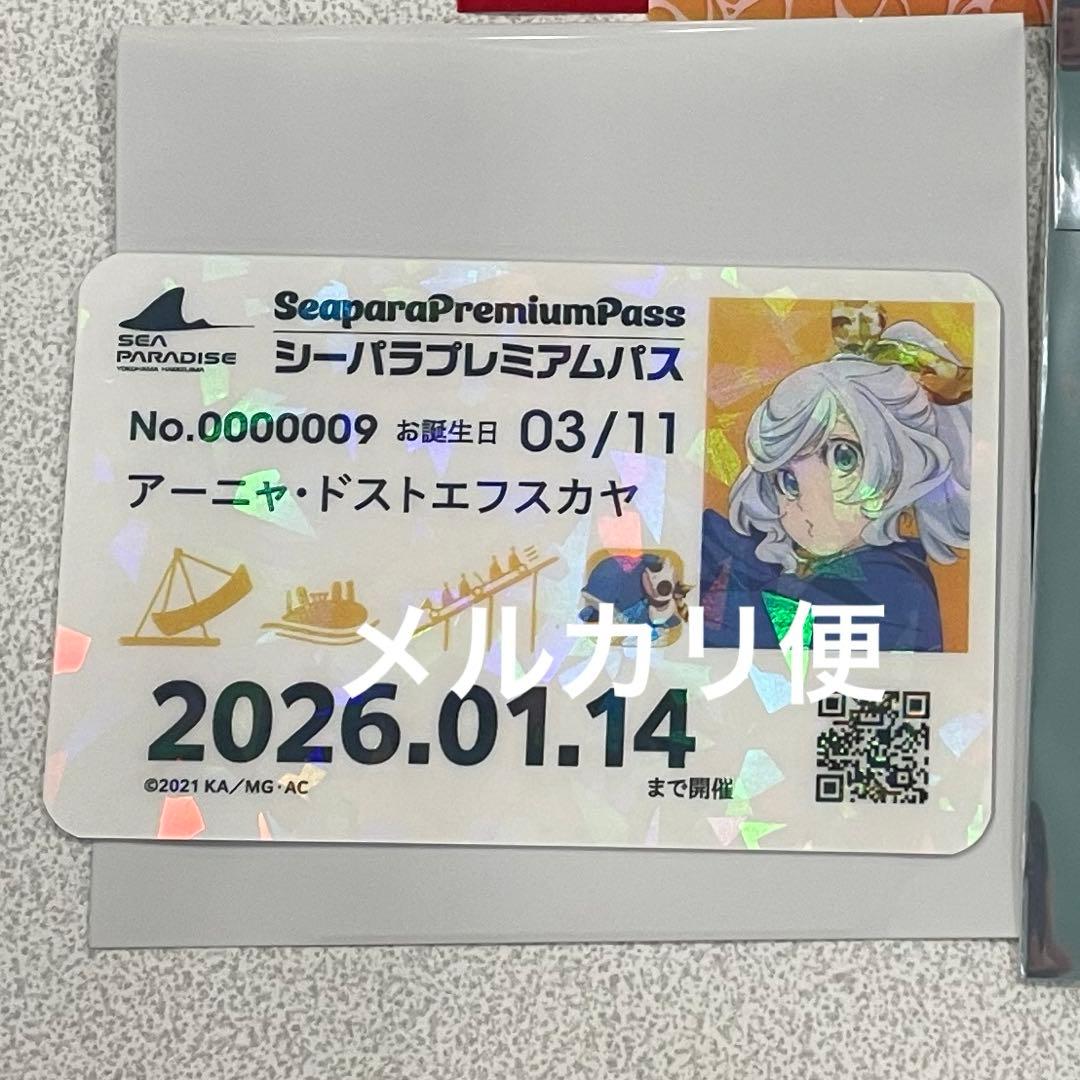 SeaparaPremiumPass
シーパラプレミアムパス
SEA
PARADISE
YOKOHAMA HAKKEIJIMA
No.0000009 お誕生日 03/11
アーニャ・ドストエフスカヤ
メルカリ便
2026.01.14
©2021 KA／MG・AC
まで開催